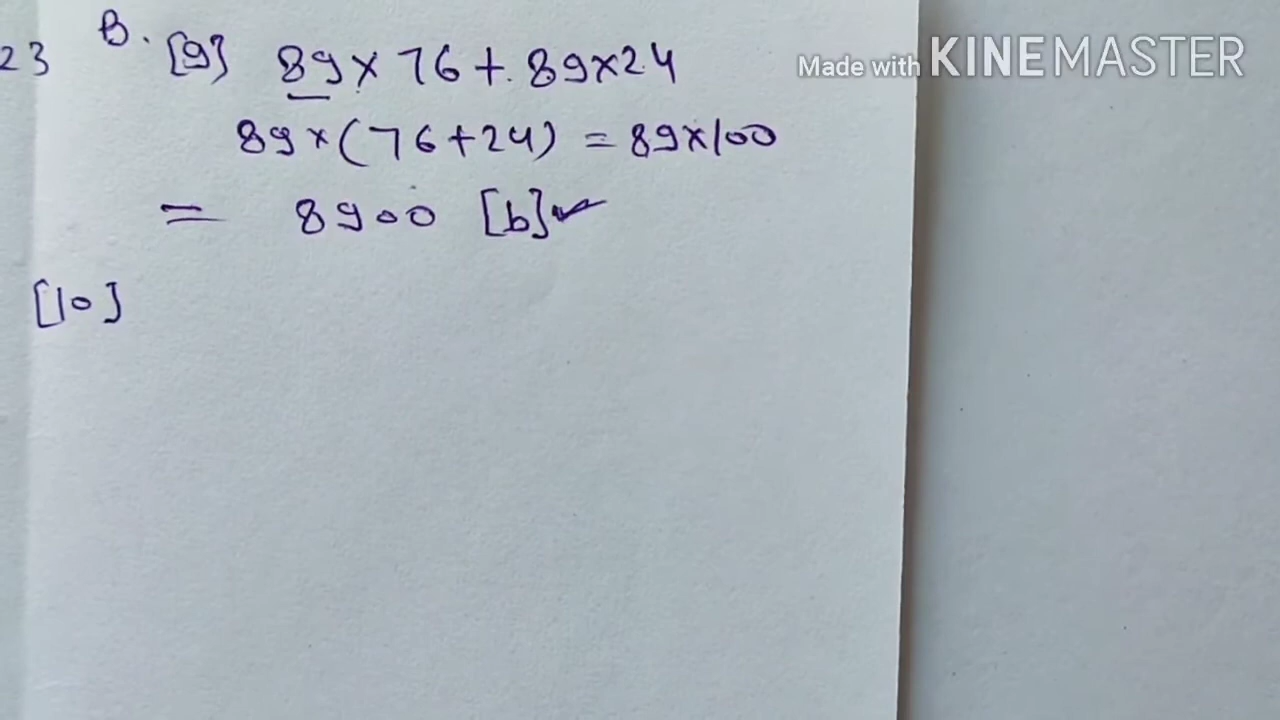 23 B. [9] 89×76+89×24
89×(76+24) = 89×100
= 8900 [b]✓
[10]
Made with KINEMASTER